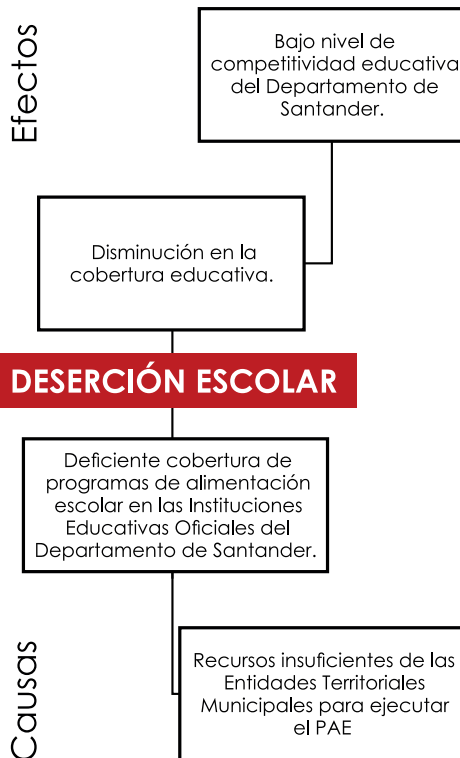 Efectos
Bajo nivel de
competitividad educativa
del Departamento de
Santander.
Disminución en la
cobertura educativa.
DESERCIÓN ESCOLAR
Deficiente cobertura de
programas de alimentación
escolar en las Instituciones
Educativas Oficiales del
Departamento de Santander.
Causas
Recursos insuficientes de las
Entidades Territoriales
Municipales para ejecutar
el PAE